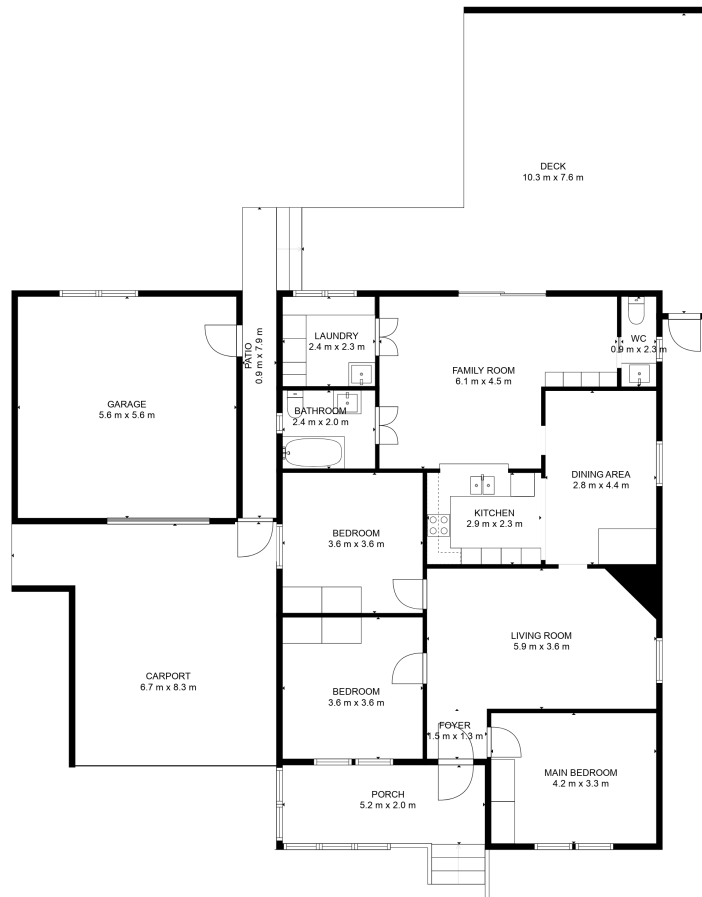 DECK
10.3 m x 7.6 m
LAUNDRY
2.4 m x 2.3 m
WC
0.9 m x 2.3 m
PATIO
0.9 m x 7.9 m
FAMILY ROOM
6.1 m x 4.5 m
GARAGE
5.6 m x 5.6 m
BATHROOM
2.4 m x 2.0 m
DINING AREA
2.8 m x 4.4 m
KITCHEN
2.9 m x 2.3 m
BEDROOM
3.6 m x 3.6 m
LIVING ROOM
5.9 m x 3.6 m
CARPORT
6.7 m x 8.3 m
BEDROOM
3.6 m x 3.6 m
FOYER
1.5 m x 1.3 m
MAIN BEDROOM
4.2 m x 3.3 m
PORCH
5.2 m x 2.0 m